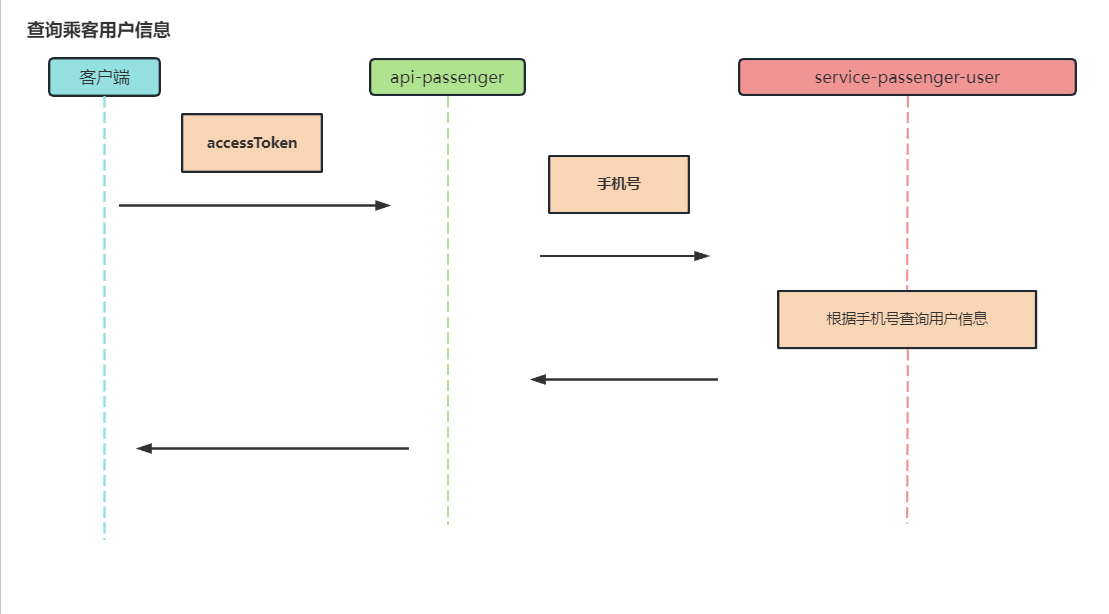 查询乘客用户信息
客户端
api-passenger
service-passenger-user
accessToken
手机号
根据手机号查询用户信息